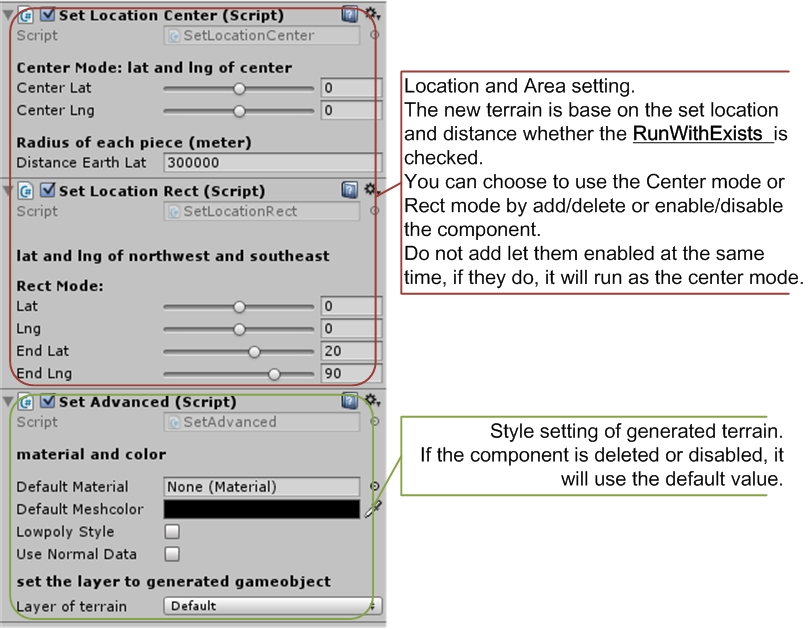 Set Location Center (Script)
Script SetLocationCenter
Center Mode: lat and lng of center
Center Lat 0
Center Lng 0
Radius of each piece (meter)
Distance Earth Lat 300000
Set Location Rect (Script)
Script SetLocationRect
lat and lng of northwest and southeast
Rect Mode:
Lat 0
Lng 0
End Lat 20
End Lng 90
Set Advanced (Script)
Script SetAdvanced
material and color
Default Material None (Material)
Default Meshcolor
Lowpoly Style
Use Normal Data
set the layer to generated gameobject
Layer of terrain Default
Location and Area setting.
The new terrain is base on the set location
and distance whether the RunWithExists is
checked.
You can choose to use the Center mode or
Rect mode by add/delete or enable/disable
the component.
Do not add let them enabled at the same
time, if they do, it will run as the center mode.
Style setting of generated terrain.
If the component is deleted or disabled, it
will use the default value.